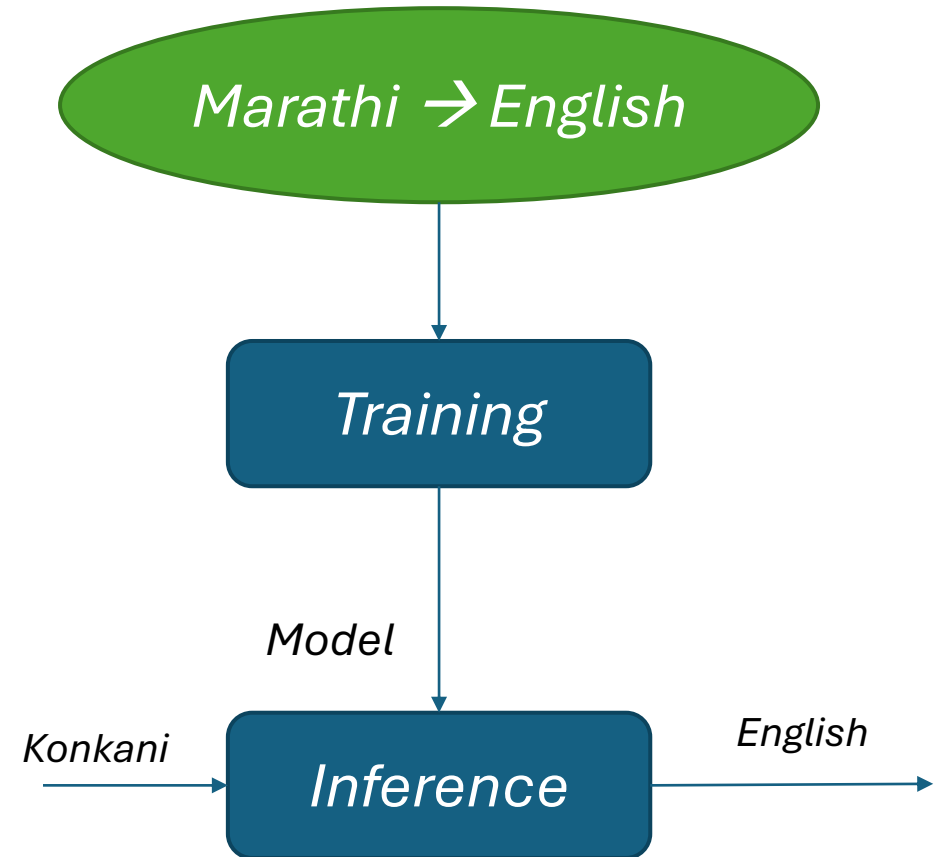 Marathi → English
Training
Model
Konkani
English
Inference